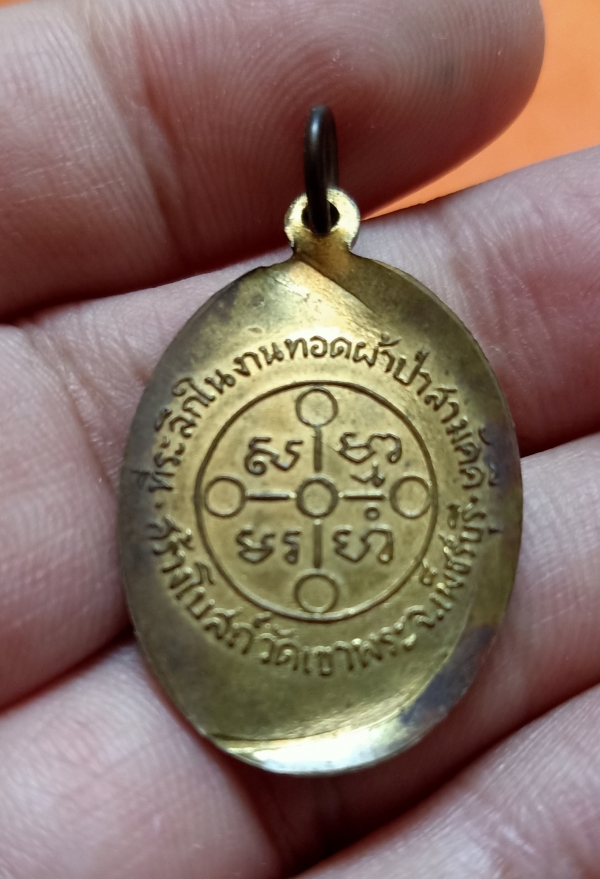 ที่ระลึกในงานทอดผ้าป่าสามัคคี
สร้างโบสถ์วัดเขาพระ จ.เพ็ชรบุรี